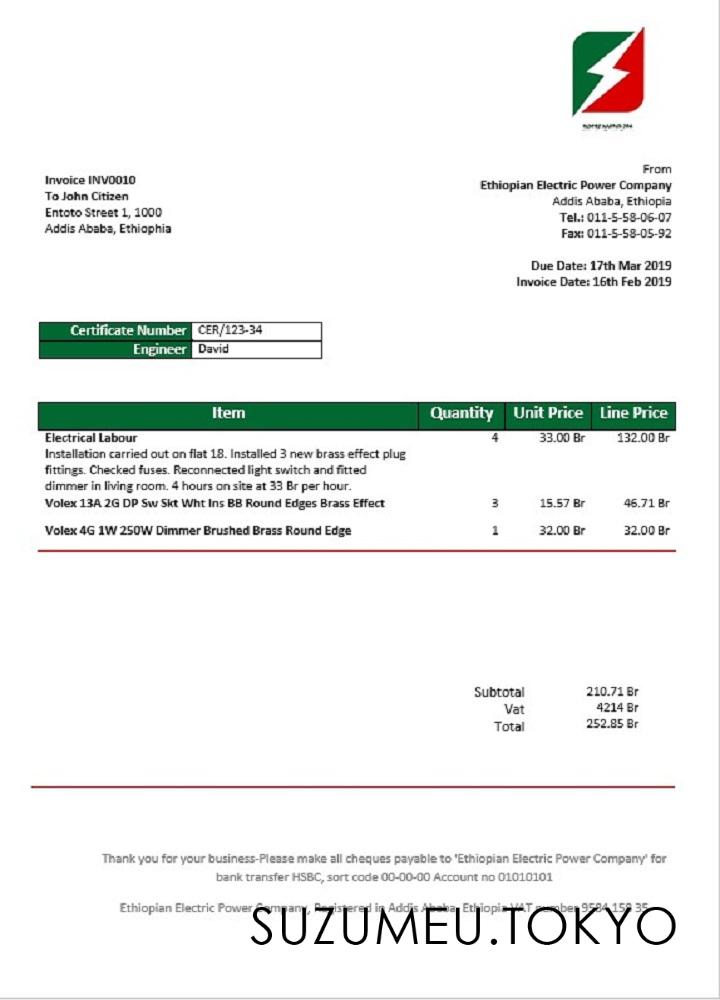 Invoice INV0010
To John Citizen
Entoto Street 1, 1000
Addis Ababa, Ethiophia
From
Ethiopian Electric Power Company
Addis Ababa, Ethiopia
Tel.: 011-5-58-06-07
Fax: 011-5-58-05-92
Due Date: 17th Mar 2019
Invoice Date: 16th Feb 2019
Certificate Number CER/123-34
Engineer David
Item Quantity Unit Price Line Price
Electrical Labour 4 33.00 Br 132.00 Br
Installation carried out on flat 18. Installed 3 new brass effect plug
fittings. Checked fuses. Reconnected light switch and fitted
dimmer in living room. 4 hours on site at 33 Br per hour.
Volex 13A 2G DP Sw Skt Wht Ins BB Round Edges Brass Effect 3 15.57 Br 46.71 Br
Volex 4G 1W 250W Dimmer Brushed Brass Round Edge 1 32.00 Br 32.00 Br
Subtotal 210.71 Br
Vat 4214 Br
Total 252.85 Br
Thank you for your business-Please make all cheques payable to 'Ethiopian Electric Power Company' for
bank transfer HSBC, sort code 00-00-00 Account no 01010101
Ethiopian Electric Power Company, Registered in Addis Ababa, Ethiopia VAT number 9584 158 35
SUZUMEU.TOKYO